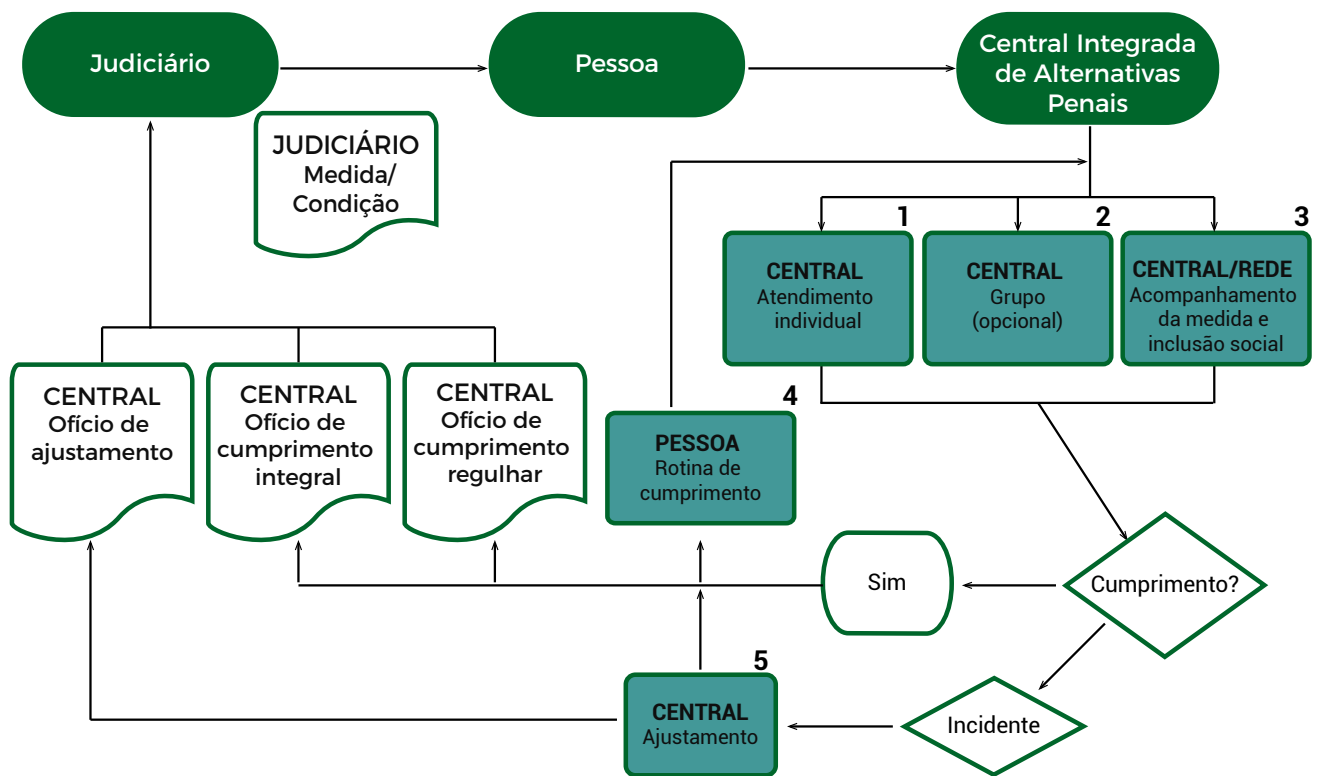 Judiciário
Pessoa
Central Integrada
de Alternativas
Penais
JUDICIÁRIO
Medida/
Condição
1
CENTRAL
Atendimento
individual
2
CENTRAL
Grupo
(opcional)
3
CENTRAL/REDE
Acompanhamento
da medida e
inclusão social
CENTRAL
Ofício de
ajustamento
CENTRAL
Ofício de
cumprimento
integral
CENTRAL
Ofício de
cumprimento
regulhar
4
PESSOA
Rotina de
cumprimento
Sim
Cumprimento?
5
CENTRAL
Ajustamento
Incidente